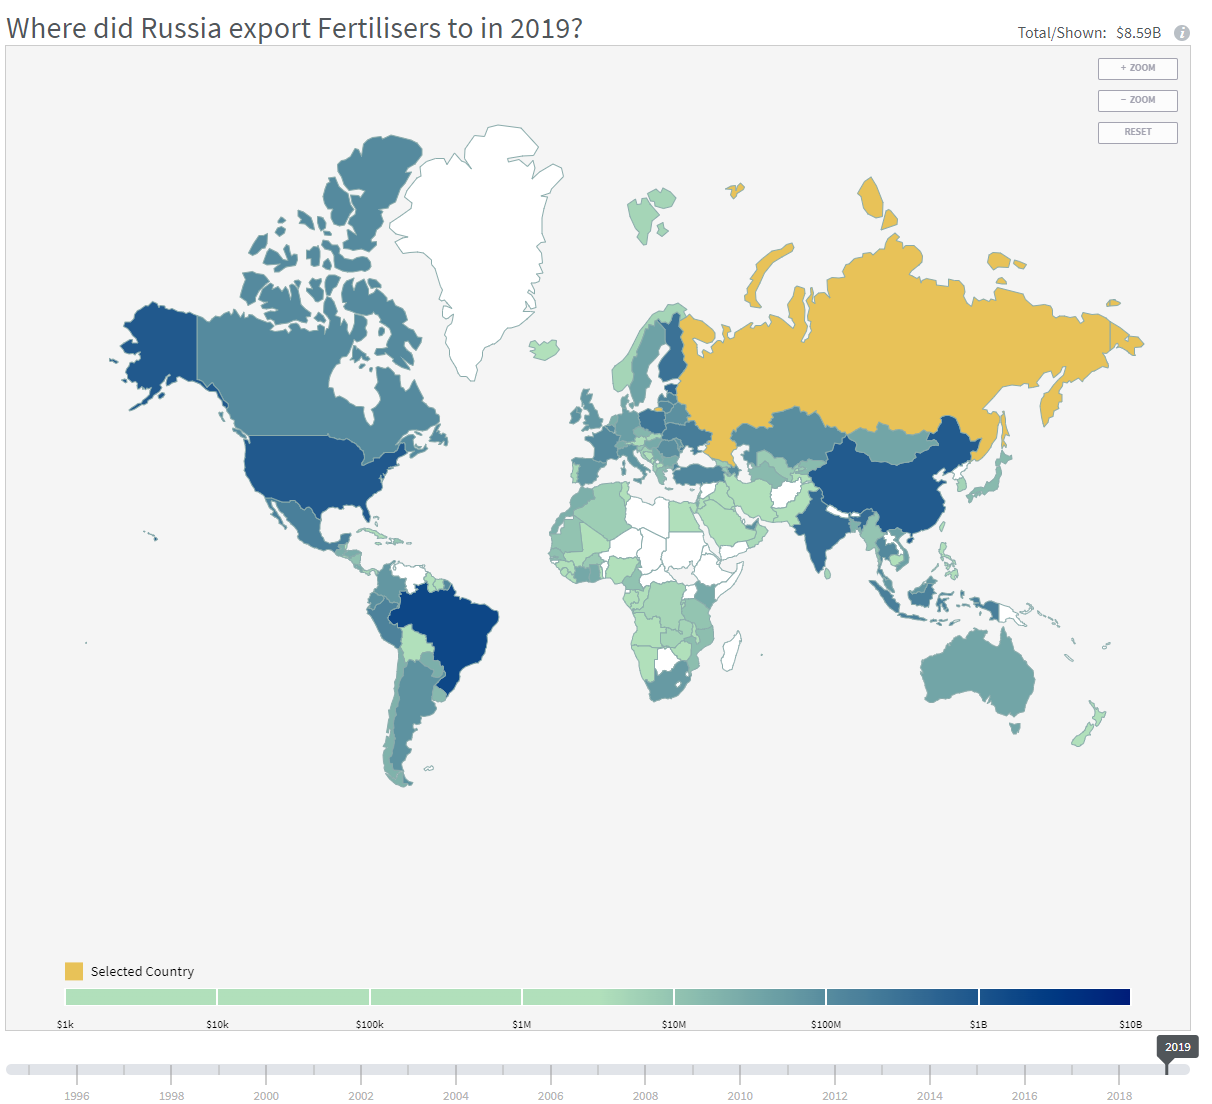 Where did Russia export Fertilisers to in 2019?
Total/Shown: $8.59B i
+ ZOOM
− ZOOM
RESET
Selected Country
$1k $10k $100k $1M $10M $100M $1B $10B
2019
1996 1998 2000 2002 2004 2006 2008 2010 2012 2014 2016 2018